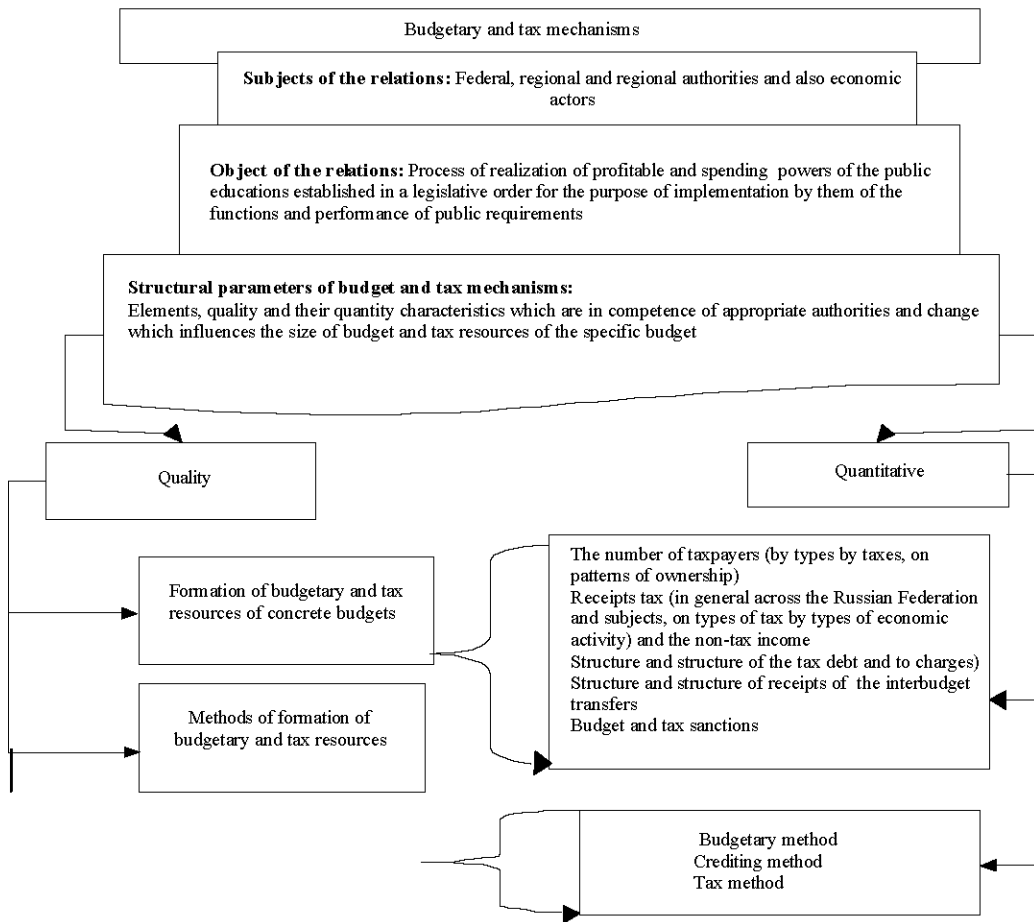 Budgetary and tax mechanisms
Subjects of the relations: Federal, regional and regional authorities and also economic
actors
Object of the relations: Process of realization of profitable and spending powers of the public
educations established in a legislative order for the purpose of implementation by them of the
functions and performance of public requirements
Structural parameters of budget and tax mechanisms:
Elements, quality and their quantity characteristics which are in competence of appropriate authorities and change
which influences the size of budget and tax resources of the specific budget
Quality
Quantitative
Formation of budgetary and tax
resources of concrete budgets
The number of taxpayers (by types by taxes, on
patterns of ownership)
Receipts tax (in general across the Russian Federation
and subjects, on types of tax by types of economic
activity) and the non-tax income
Structure and structure of the tax debt and to charges)
Structure and structure of receipts of the interbudget
transfers
Budget and tax sanctions
Methods of formation of
budgetary and tax resources
Budgetary method
Crediting method
Tax method